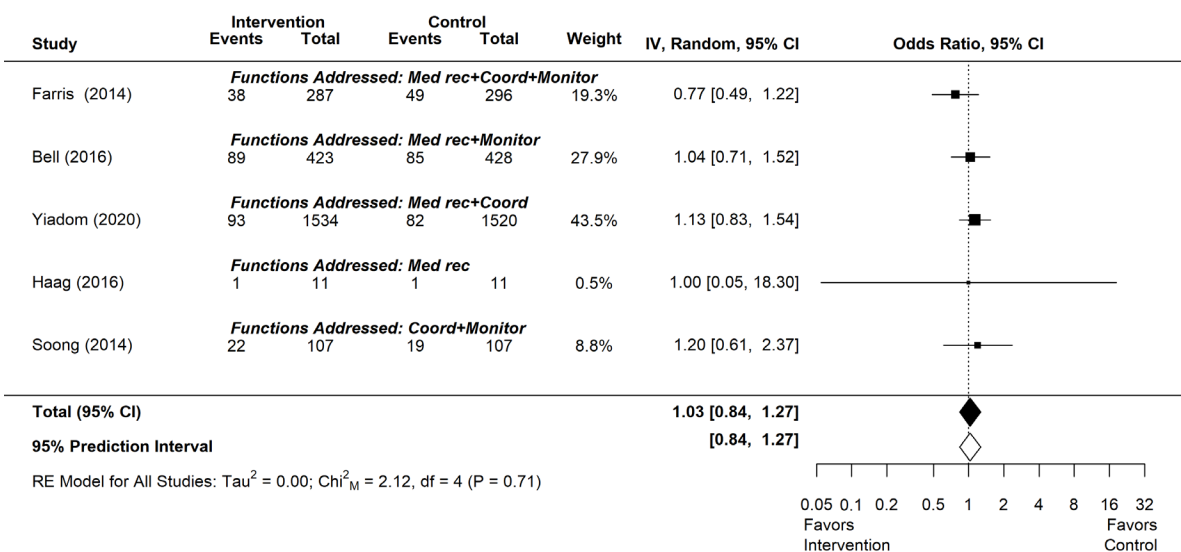 Intervention Control
Study Events Total Events Total Weight IV, Random, 95% CI Odds Ratio, 95% CI
Functions Addressed: Med rec+Coord+Monitor
Farris (2014) 38 287 49 296 19.3% 0.77 [0.49, 1.22]
Functions Addressed: Med rec+Monitor
Bell (2016) 89 423 85 428 27.9% 1.04 [0.71, 1.52]
Functions Addressed: Med rec+Coord
Yiadom (2020) 93 1534 82 1520 43.5% 1.13 [0.83, 1.54]
Functions Addressed: Med rec
Haag (2016) 1 11 1 11 0.5% 1.00 [0.05, 18.30]
Functions Addressed: Coord+Monitor
Soong (2014) 22 107 19 107 8.8% 1.20 [0.61, 2.37]
Total (95% CI) 1.03 [0.84, 1.27]
95% Prediction Interval [0.84, 1.27]
RE Model for All Studies: Tau² = 0.00; Chi²M = 2.12, df = 4 (P = 0.71)
0.05 0.1 0.2 0.5 1 2 4 8 16 32
Favors Favors
Intervention Control